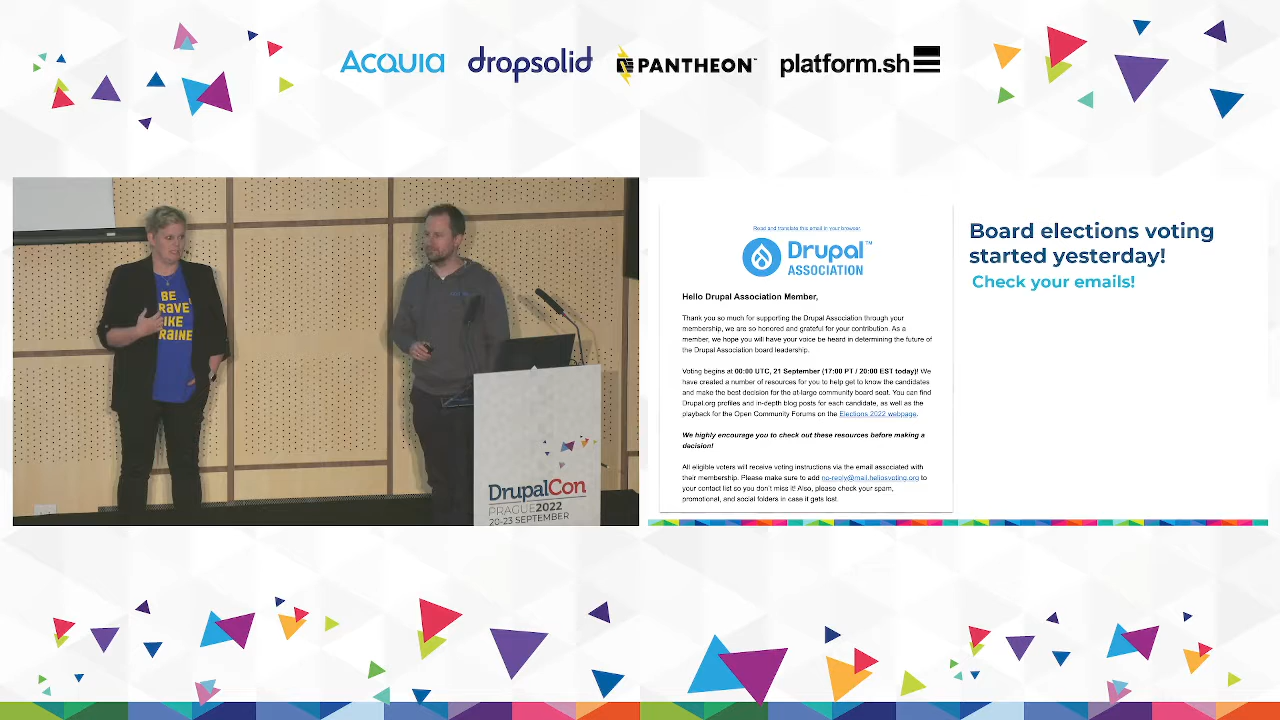 Acquia
dropsolid
PANTHEON™
platform.sh
BE
RAVE
IKE
RAINE
DrupalCon
PRAGUE2022
20-23 SEPTEMBER
Read and translate this email in your browser.
Drupal™
ASSOCIATION
Hello Drupal Association Member,
Thank you so much for supporting the Drupal Association through your
membership, we are so honored and grateful for your contribution. As a
member, we hope you will have your voice be heard in determining the future of
the Drupal Association board leadership.
Voting begins at 00:00 UTC, 21 September (17:00 PT / 20:00 EST today)! We
have created a number of resources for you to help get to know the candidates
and make the best decision for the at-large community board seat. You can find
Drupal.org profiles and in-depth blog posts for each candidate, as well as the
playback for the Open Community Forums on the Elections 2022 webpage.
We highly encourage you to check out these resources before making a
decision!
All eligible voters will receive voting instructions via the email associated with
their membership. Please make sure to add no-reply@mail.heliosvoting.org to
your contact list so you don't miss it! Also, please check your spam,
promotional, and social folders in case it gets lost.
Board elections voting
started yesterday!
Check your emails!